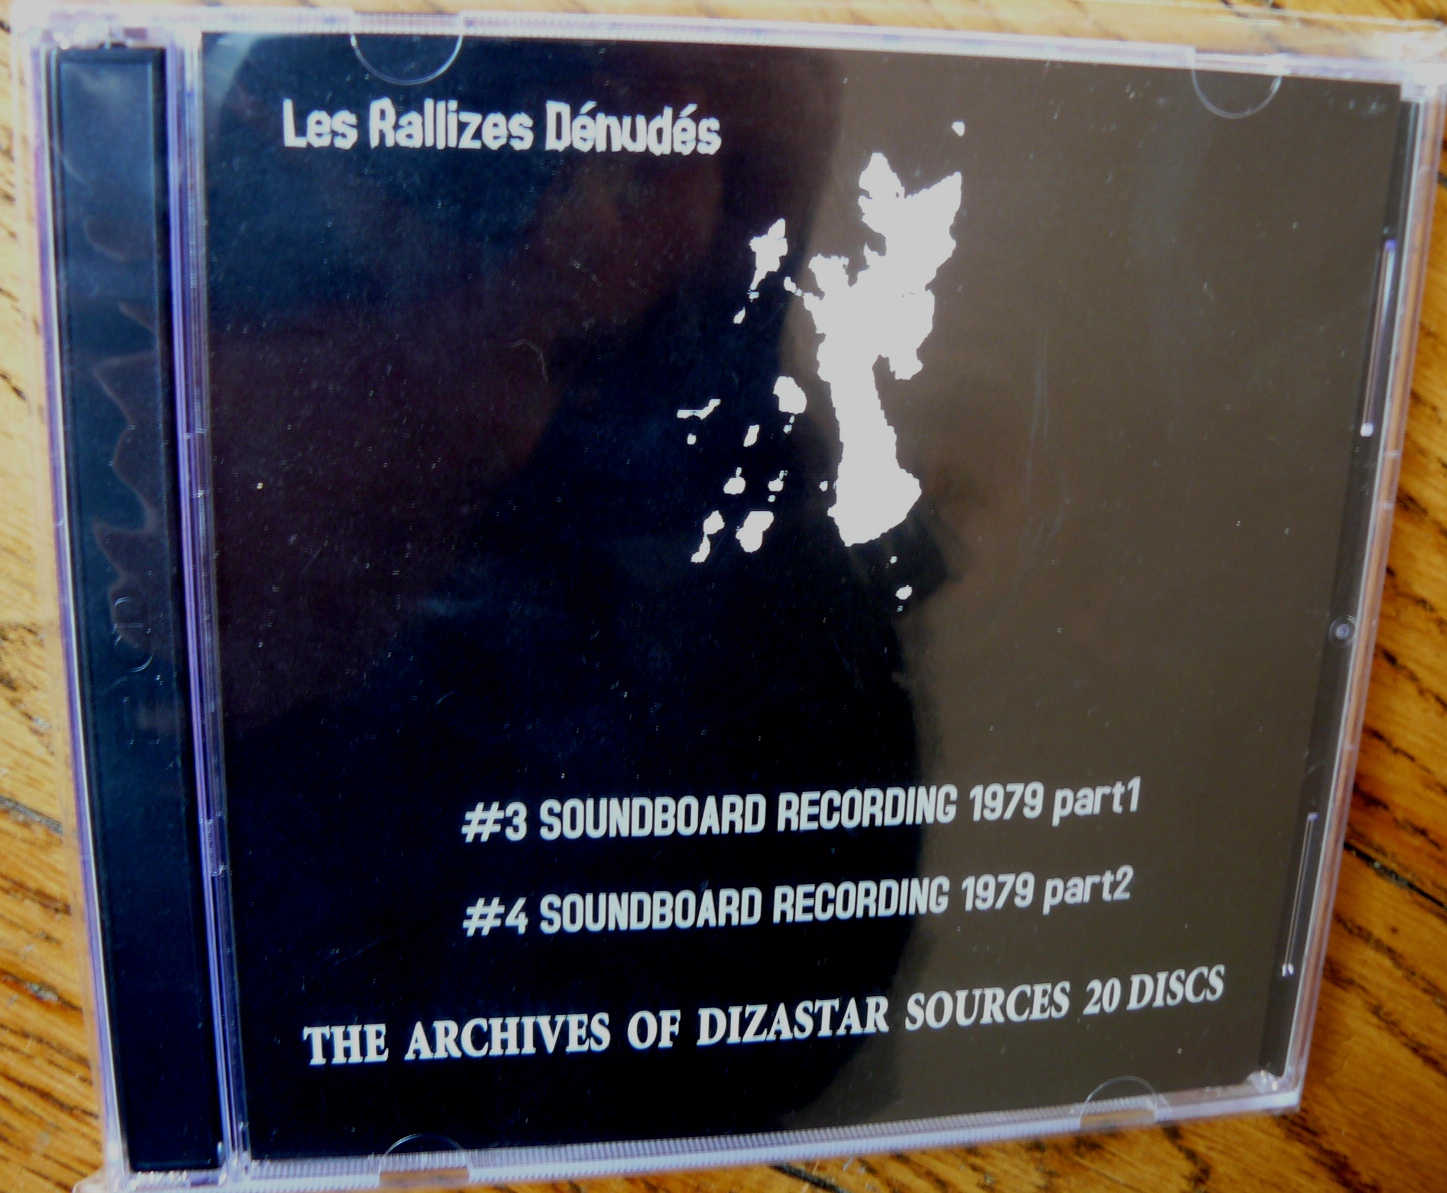 Les Rallizes Dénudés
#3 SOUNDBOARD RECORDING 1979 part1
#4 SOUNDBOARD RECORDING 1979 part2
THE ARCHIVES OF DIZASTAR SOURCES 20 DISCS